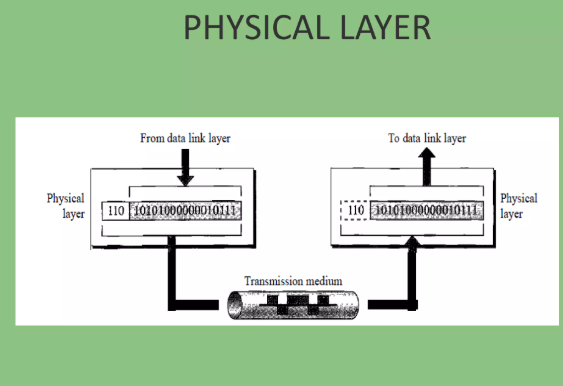 PHYSICAL LAYER
From data link layer
To data link layer
Physical
layer
110 10101000000010111
110 10101000000010111
Physical
layer
Transmission medium